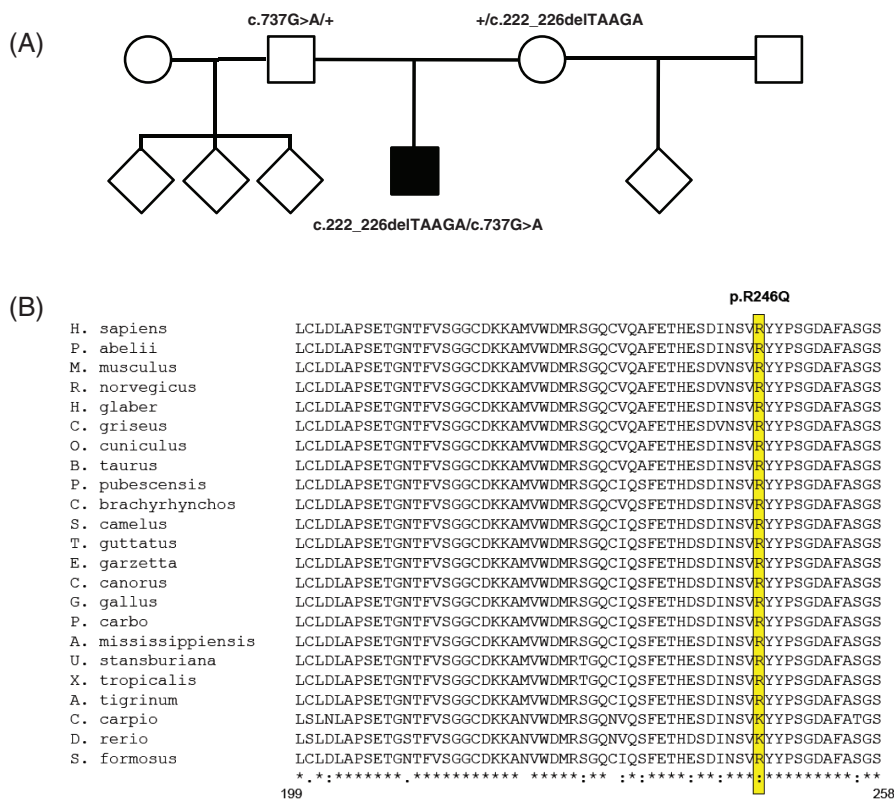 (A)
c.737G>A/+ +/c.222_226delTAAGA
c.222_226delTAAGA/c.737G>A
(B)
p.R246Q
H. sapiens LCLDLAPSETGNTFVSGGCDKKAMVWDMRSGQCVQAFETHESDINSVRYYPSGDAFASGS
P. abelii LCLDLAPSETGNTFVSGGCDKKAMVWDMRSGQCVQAFETHESDINSVRYYPSGDAFASGS
M. musculus LCLDLAPSETGNTFVSGGCDKKAMVWDMRSGQCVQAFETHESDVNSVRYYPSGDAFASGS
R. norvegicus LCLDLAPSETGNTFVSGGCDKKAMVWDMRSGQCVQAFETHESDVNSVRYYPSGDAFASGS
H. glaber LCLDLAPSETGNTFVSGGCDKKAMVWDMRSGQCVQAFETHESDINSVRYYPSGDAFASGS
C. griseus LCLDLAPSETGNTFVSGGCDKKAMVWDMRSGQCVQAFETHESDVNSVRYYPSGDAFASGS
O. cuniculus LCLDLAPSETGNTFVSGGCDKKAMVWDMRSGQCVQAFETHESDINSVRYYPSGDAFASGS
B. taurus LCLDLAPSETGNTFVSGGCDKKAMVWDMRSGQCVQAFETHESDINSVRYYPSGDAFASGS
P. pubescensis LCLDLAPSETGNTFVSGGCDKKAMVWDMRSGQCIQSFETHDSDINSVRYYPSGDAFASGS
C. brachyrhynchos LCLDLAPSETGNTFVSGGCDKKAMVWDMRSGQCVQSFETHDSDINSVRYYPSGDAFASGS
S. camelus LCLDLAPSETGNTFVSGGCDKKAMVWDMRSGQCIQSFETHDSDINSVRYYPSGDAFASGS
T. guttatus LCLDLAPSETGNTFVSGGCDKKAMVWDMRSGQCIQSFETHDSDINSVRYYPSGDAFASGS
E. garzetta LCLDLAPSETGNTFVSGGCDKKAMVWDMRSGQCIQSFETHDSDINSVRYYPSGDAFASGS
C. canorus LCLDLAPSETGNTFVSGGCDKKAMVWDMRSGQCIQSFETHDSDINSVRYYPSGDAFASGS
G. gallus LCLDLAPSETGNTFVSGGCDKKAMVWDMRSGQCIQSFETHDSDINSVRYYPSGDAFASGS
P. carbo LCLDLAPSETGNTFVSGGCDKKAMVWDMRSGQCIQSFETHDSDINSVRYYPSGDAFASGS
A. mississippiensis LCLDLAPSETGNTFVSGGCDKKAMVWDMRSGQCIQSFETHESDINSVRYYPSGDAFASGS
U. stansburiana LCLDLAPSETGNTFVSGGCDKKAMVWDMRTGQCIQSFETHESDINSVRYYPSGDAFASGS
X. tropicalis LCLDLAPSETGNTFVSGGCDKKAMVWDMRTGQCIQSFETHESDINSVRYYPSGDAFASGS
A. tigrinum LCLDLAPSETGNTFVSGGCDKKAMVWDMRSGQCIQSFETHESDINSVRYYPSGDAFASGS
C. carpio LSLNLAPSETGNTFVSGGCDKKANVWDMRSGQNVQSFETHESDINSVKYYPSGDAFATGS
D. rerio LSLDLAPSETGSTFVSGGCDKKANVWDMRSGQNVQSFETHESDINSVKYYPSGDAFASGS
S. formosus LCLDLAPSETGNTFVSGGCDKKANVWDMRSGQCIQSFETHESDINSVRYYPSGDAFASGS
*.*:*******.*********** *****:** :*:****:**:***:*********:**
199 258